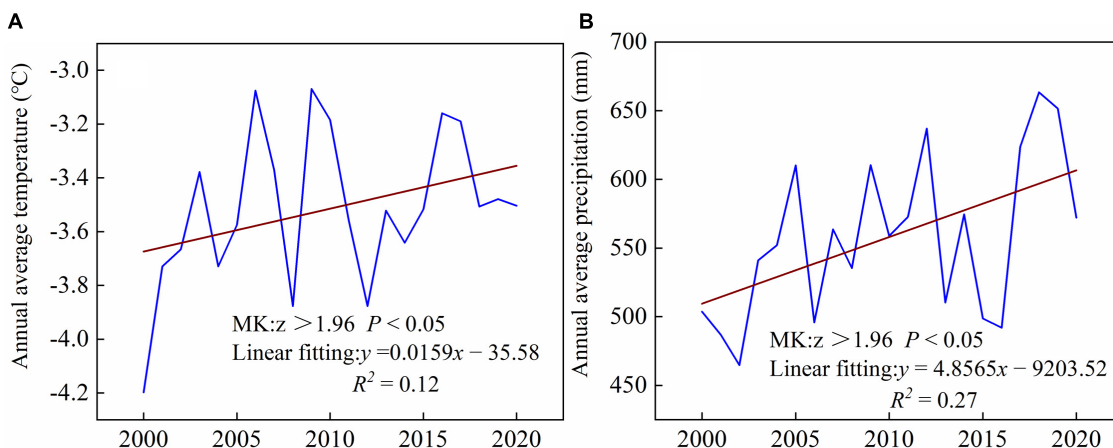 A
Annual average temperature (℃)
-3.0
-3.2
-3.4
-3.6
-3.8
-4.0
-4.2
MK:z >1.96 P < 0.05
Linear fitting:y =0.0159x − 35.58
R² = 0.12
2000 2005 2010 2015 2020
B
Annual average precipitation (mm)
700
650
600
550
500
450
MK:z >1.96 P < 0.05
Linear fitting:y = 4.8565x − 9203.52
R² = 0.27
2000 2005 2010 2015 2020